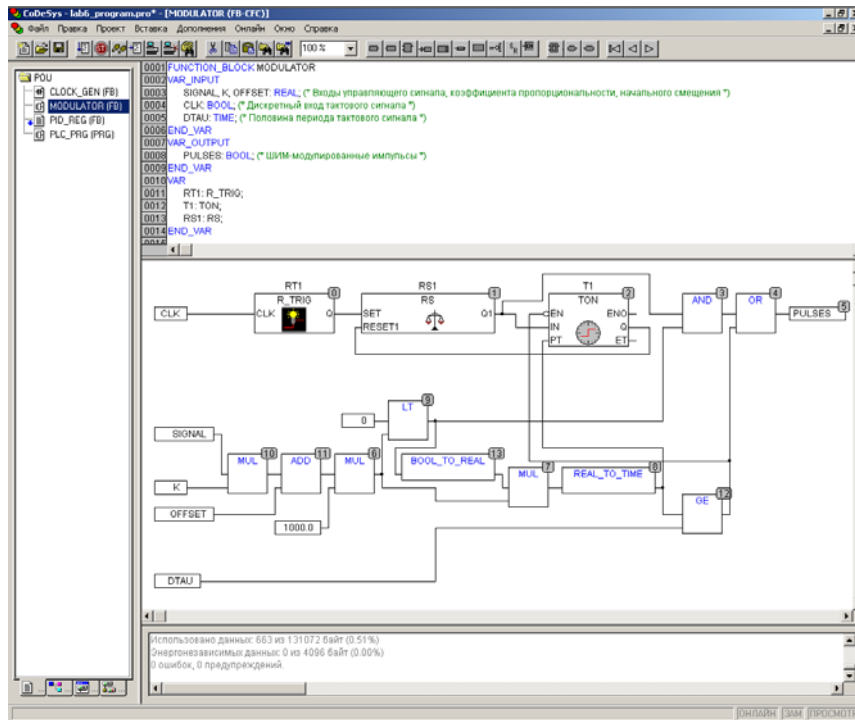 CoDeSys - lab6_program.pro* - [MODULATOR (FB-CFC)]
Файл Правка Проект Вставка Дополнения Онлайн Окно Справка
100 %
POU
CLOCK_GEN (FB)
MODULATOR (FB)
PID_REG (FB)
PLC_PRG (PRG)
0001 FUNCTION_BLOCK MODULATOR
0002 VAR_INPUT
0003 SIGNAL, K, OFFSET: REAL; (* Входы управляющего сигнала, коэффициента пропорциональности, начального смещения *)
0004 CLK: BOOL; (* Дискретный вход тактового сигнала *)
0005 DTAU: TIME; (* Половина периода тактового сигнала *)
0006 END_VAR
0007 VAR_OUTPUT
0008 PULSES: BOOL; (* ШИМ-модулированные импульсы *)
0009 END_VAR
0010 VAR
0011 RT1: R_TRIG;
0012 T1: TON;
0013 RS1: RS;
0014 END_VAR
0015
RT1 RS1 T1
R_TRIG 0 RS 1 TON 2 AND 3 OR 4
CLK CLK Q SET Q1 EN ENO PULSES 5
RESET1 IN Q
PT ET
LT 9
0
SIGNAL
MUL 10 ADD 11 MUL 6 BOOL_TO_REAL 13 MUL 7 REAL_TO_TIME 8
K
GE 12
OFFSET
1000.0
DTAU
Использовано данных: 663 из 131072 байт (0.51%)
Энергонезависимых данных: 0 из 4096 байт (0.00%)
0 ошибок, 0 предупреждений.
ОНЛАЙН ЗАМ ПРОСМОТР